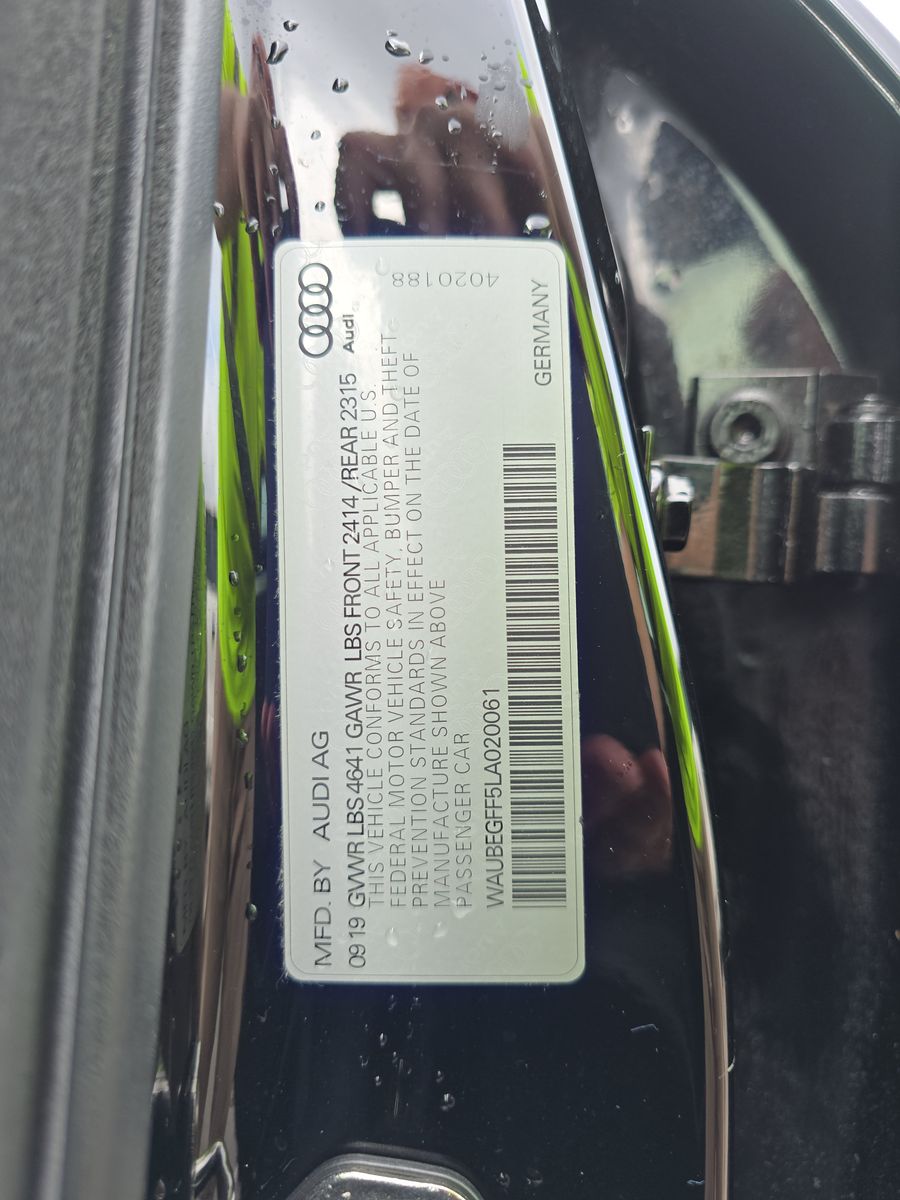 Audi
MFD. BY AUDI AG
0919 GVWR LBS 4641 GAWR LBS FRONT 2414 /REAR 2315
THIS VEHICLE CONFORMS TO ALL APPLICABLE U.S.
FEDERAL MOTOR VEHICLE SAFETY, BUMPER AND THEFT
PREVENTION STANDARDS IN EFFECT ON THE DATE OF
MANUFACTURE SHOWN ABOVE
PASSENGER CAR
WAUBEGFF5LA020061
GERMANY
4020188